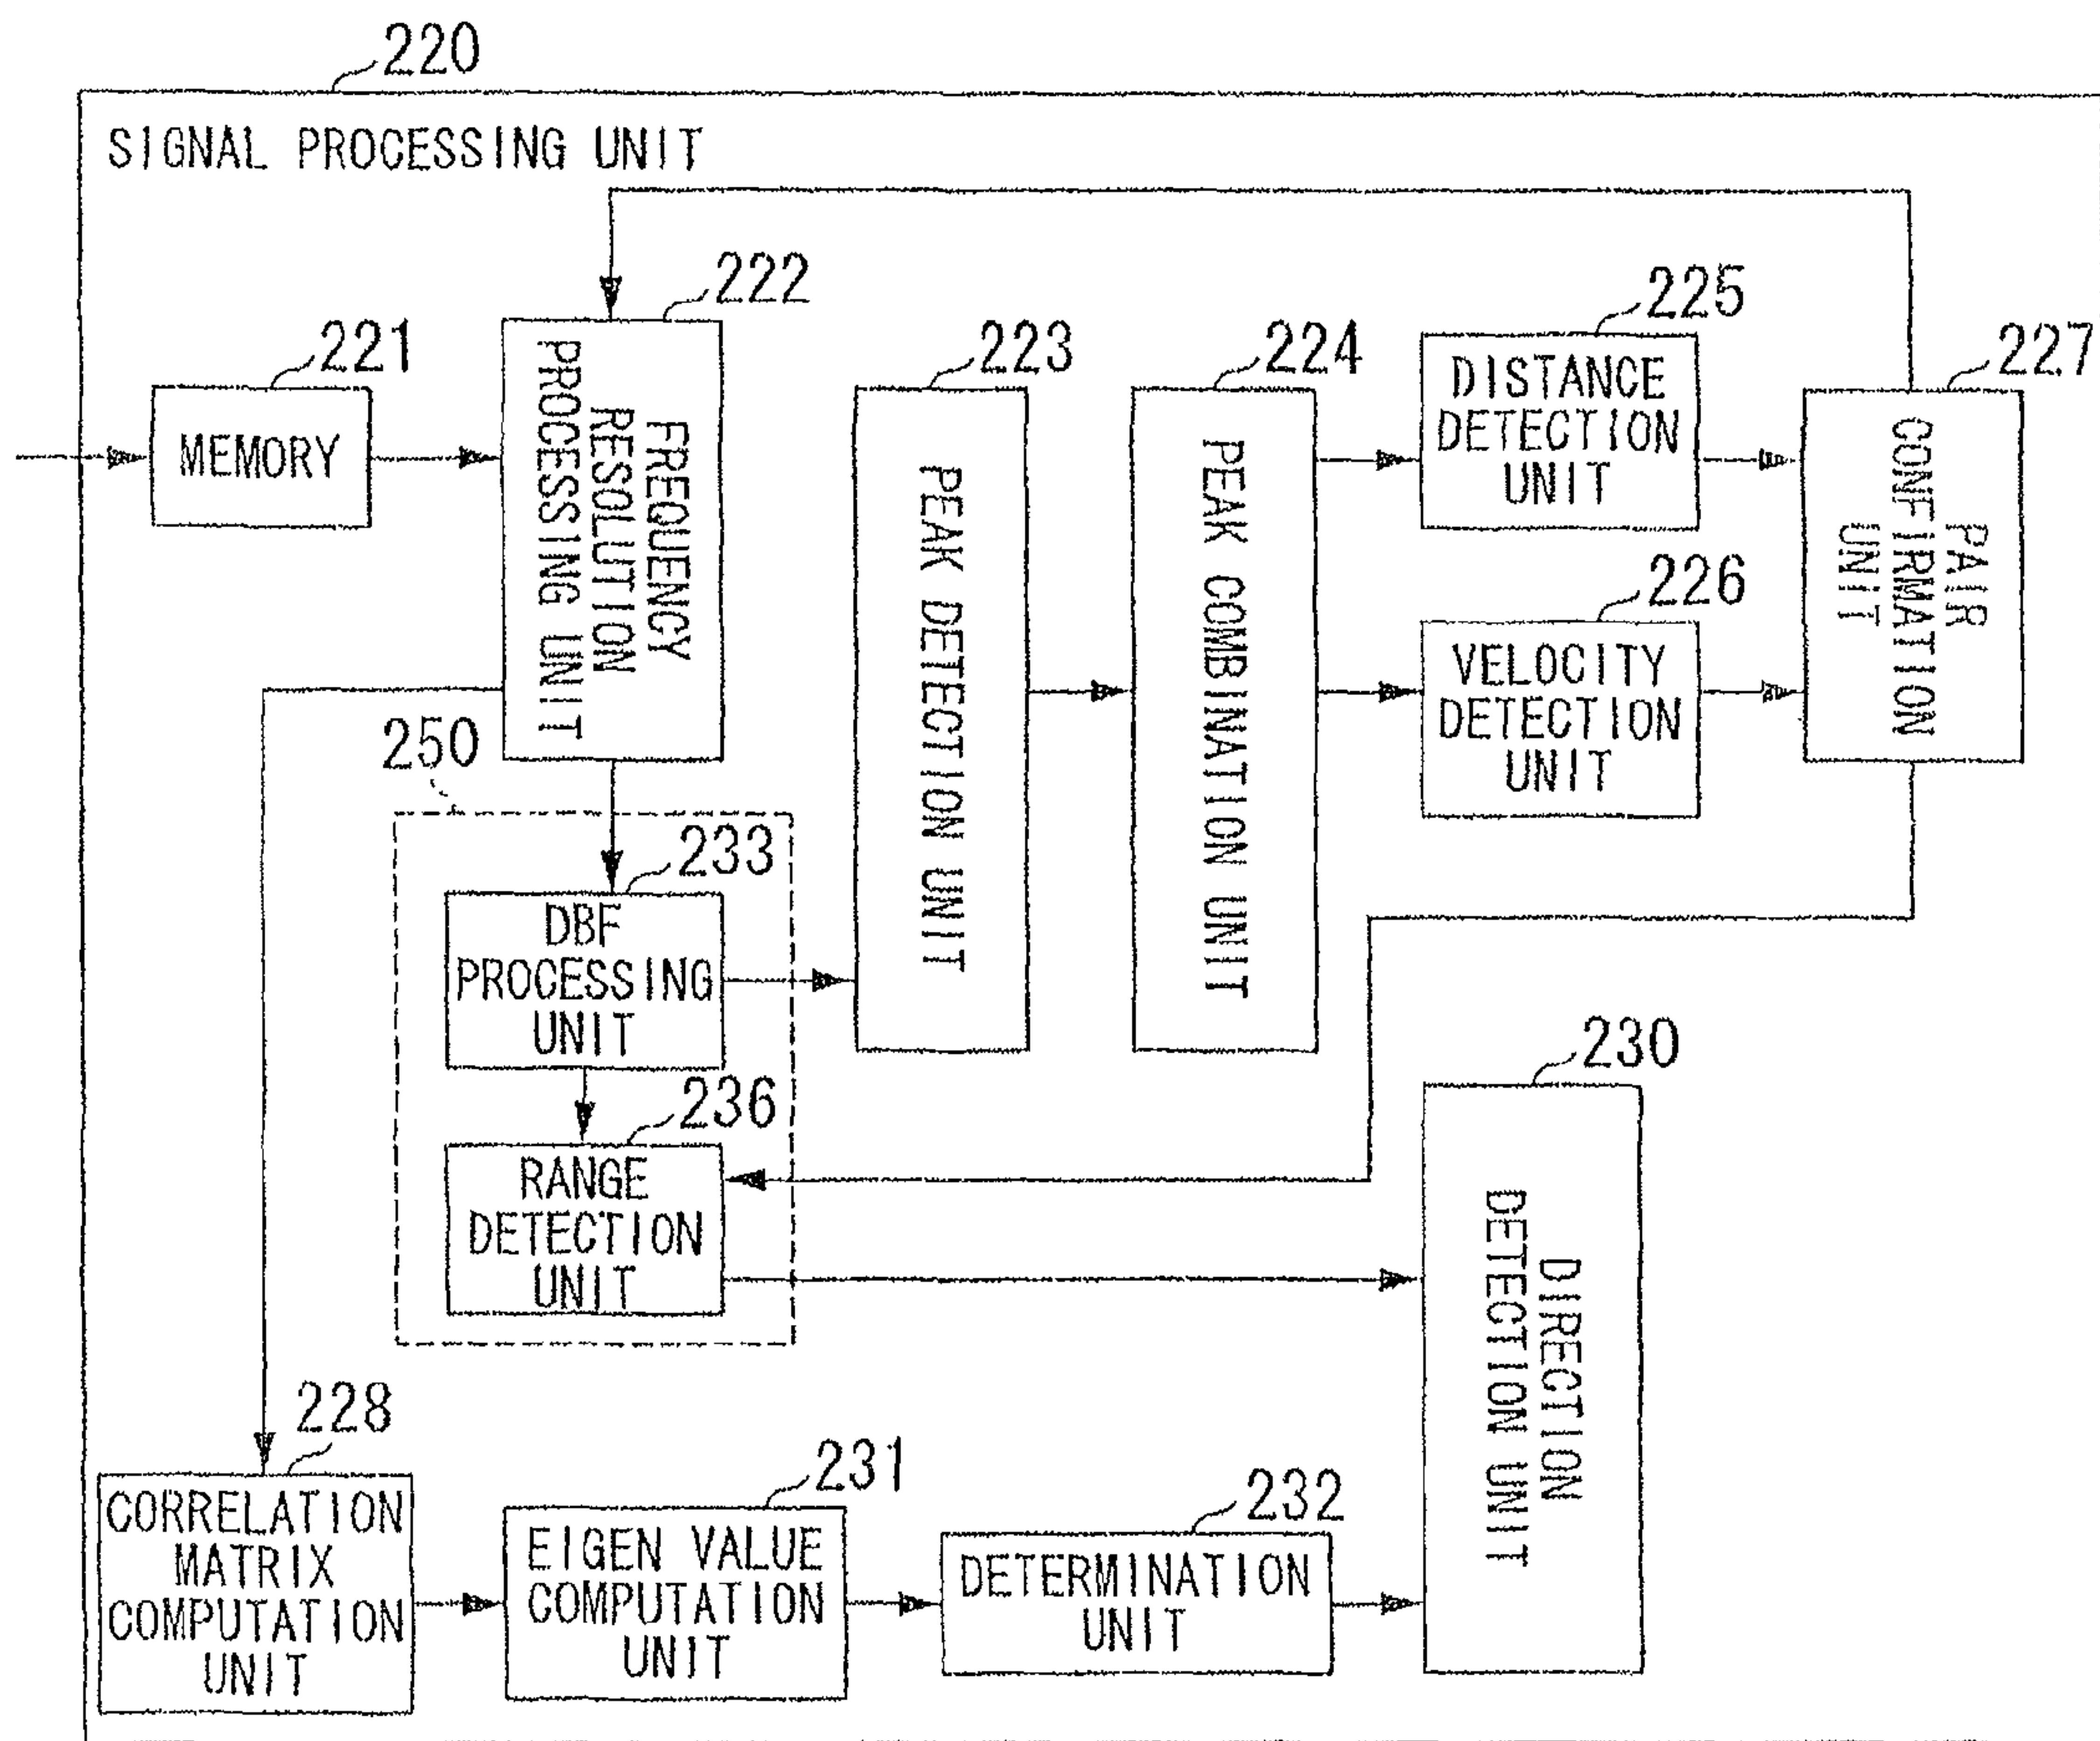 220
SIGNAL PROCESSING UNIT
222
225
221
223
224
227
MEMORY
FREQUENCY
RESOLUTION
PROCESSING UNIT
PEAK DETECTION UNIT
PEAK COMBINATION UNIT
DISTANCE
DETECTION
UNIT
PAIR
CONFIRMATION
UNIT
226
VELOCITY
DETECTION
UNIT
250
233
DBF
PROCESSING
UNIT
236
RANGE
DETECTION
UNIT
230
DIRECTION
DETECTION UNIT
228
CORRELATION
MATRIX
COMPUTATION
UNIT
231
EIGEN VALUE
COMPUTATION
UNIT
232
DETERMINATION
UNIT